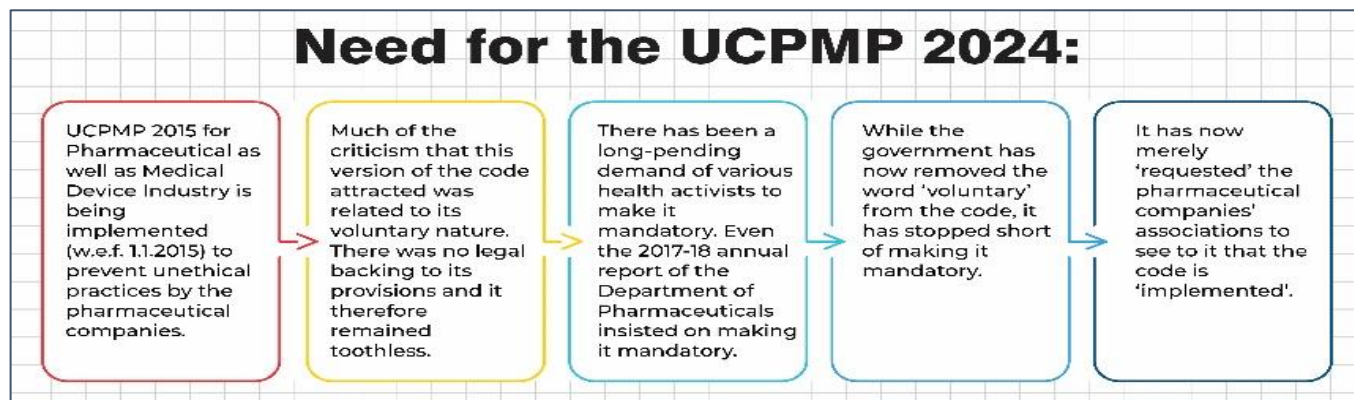 Need for the UCPMP 2024:
UCPMP 2015 for
Pharmaceutical as
well as Medical
Device Industry is
being
implemented
(w.e.f. 1.1.2015) to
prevent unethical
practices by the
pharmaceutical
companies.
Much of the
criticism that this
version of the code
attracted was
related to its
voluntary nature.
There was no legal
backing to its
provisions and it
therefore
remained
toothless.
There has been a
long-pending
demand of various
health activists to
make it
mandatory. Even
the 2017-18 annual
report of the
Department of
Pharmaceuticals
insisted on making
it mandatory.
While the
government has
now removed the
word ‘voluntary’
from the code, it
has stopped short
of making it
mandatory.
It has now
merely
‘requested’ the
pharmaceutical
companies'
associations to
see to it that the
code is
‘implemented'.